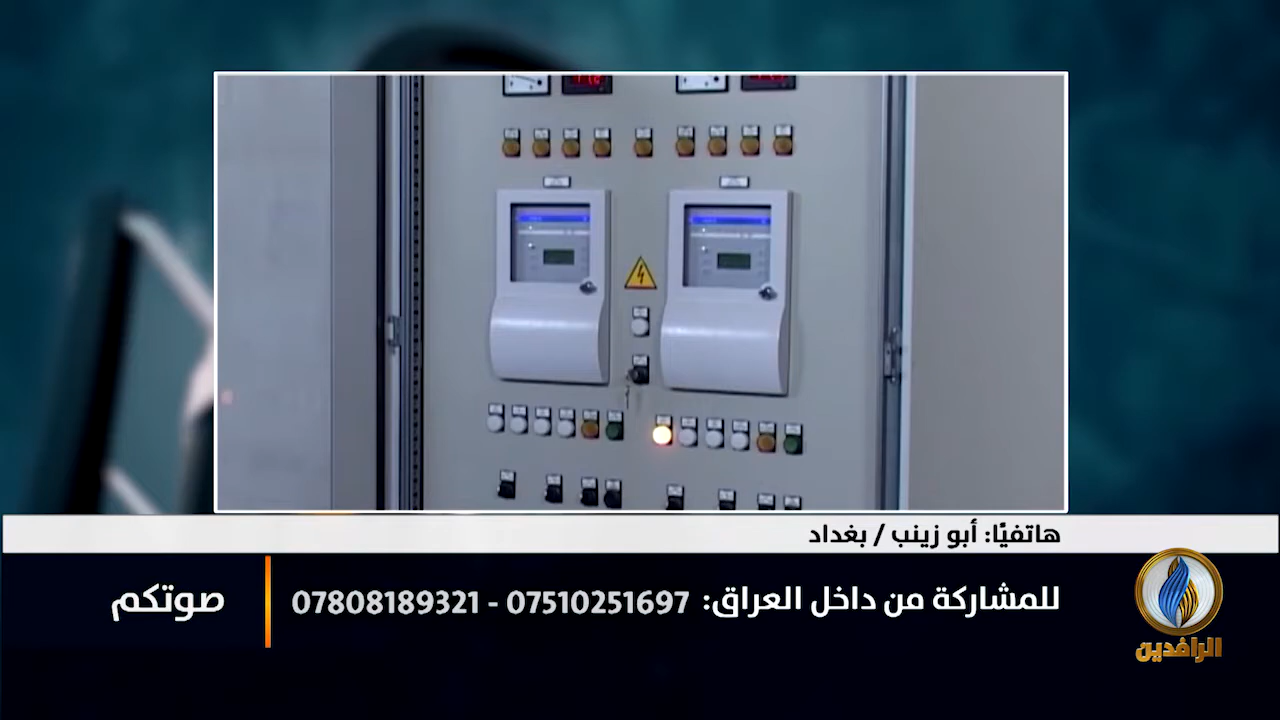 هاتفيًا: أبو زينب / بغداد
للمشاركة من داخل العراق: 07510251697 - 07808189321
صوتكم
الرافدين